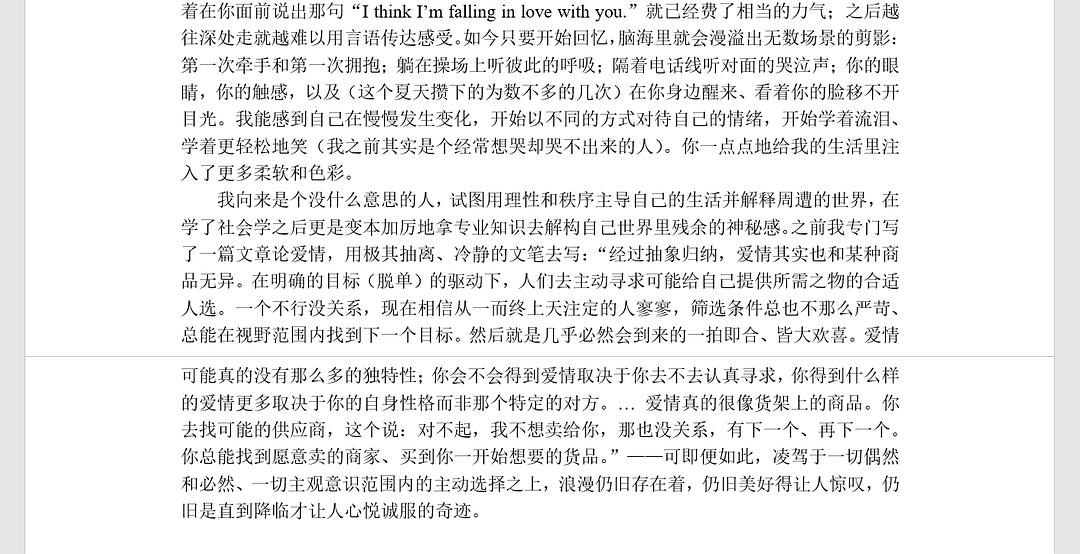 着在你面前说出那句“I think I’m falling in love with you.”就已经费了相当的力气；之后越
往深处走就越难以用言语传达感受。如今只要开始回忆，脑海里就会漫溢出无数场景的剪影：
第一次牵手和第一次拥抱；躺在操场上听彼此的呼吸；隔着电话线听对面的哭泣声；你的眼
睛，你的触感，以及（这个夏天攒下的为数不多的几次）在你身边醒来、看着你的脸移不开
目光。我能感到自己在慢慢发生变化，开始以不同的方式对待自己的情绪，开始学着流泪、
学着更轻松地笑（我之前其实是个经常想哭却哭不出来的人）。你一点点地给我的生活里注
入了更多柔软和色彩。
我向来是个没什么意思的人，试图用理性和秩序主导自己的生活并解释周遭的世界，在
学了社会学之后更是变本加厉地拿专业知识去解构自己世界里残余的神秘感。之前我专门写
了一篇文章论爱情，用极其抽离、冷静的文笔去写：“经过抽象归纳，爱情其实也和某种商
品无异。在明确的目标（脱单）的驱动下，人们去主动寻求可能给自己提供所需之物的合适
人选。一个不行没关系，现在相信从一而终上天注定的人寥寥，筛选条件总也不那么严苛、
总能在视野范围内找到下一个目标。然后就是几乎必然会到来的一拍即合、皆大欢喜。爱情
可能真的没有那么多的独特性；你会不会得到爱情取决于你去不去认真寻求，你得到什么样
的爱情更多取决于你的自身性格而非那个特定的对方。… 爱情真的很像货架上的商品。你
去找可能的供应商，这个说：对不起，我不想卖给你，那也没关系，有下一个、再下一个。
你总能找到愿意卖的商家、买到你一开始想要的货品。”——可即便如此，凌驾于一切偶然
和必然、一切主观意识范围内的主动选择之上，浪漫仍旧存在着，仍旧美好得让人惊叹，仍
旧是直到降临才让人心悦诚服的奇迹。